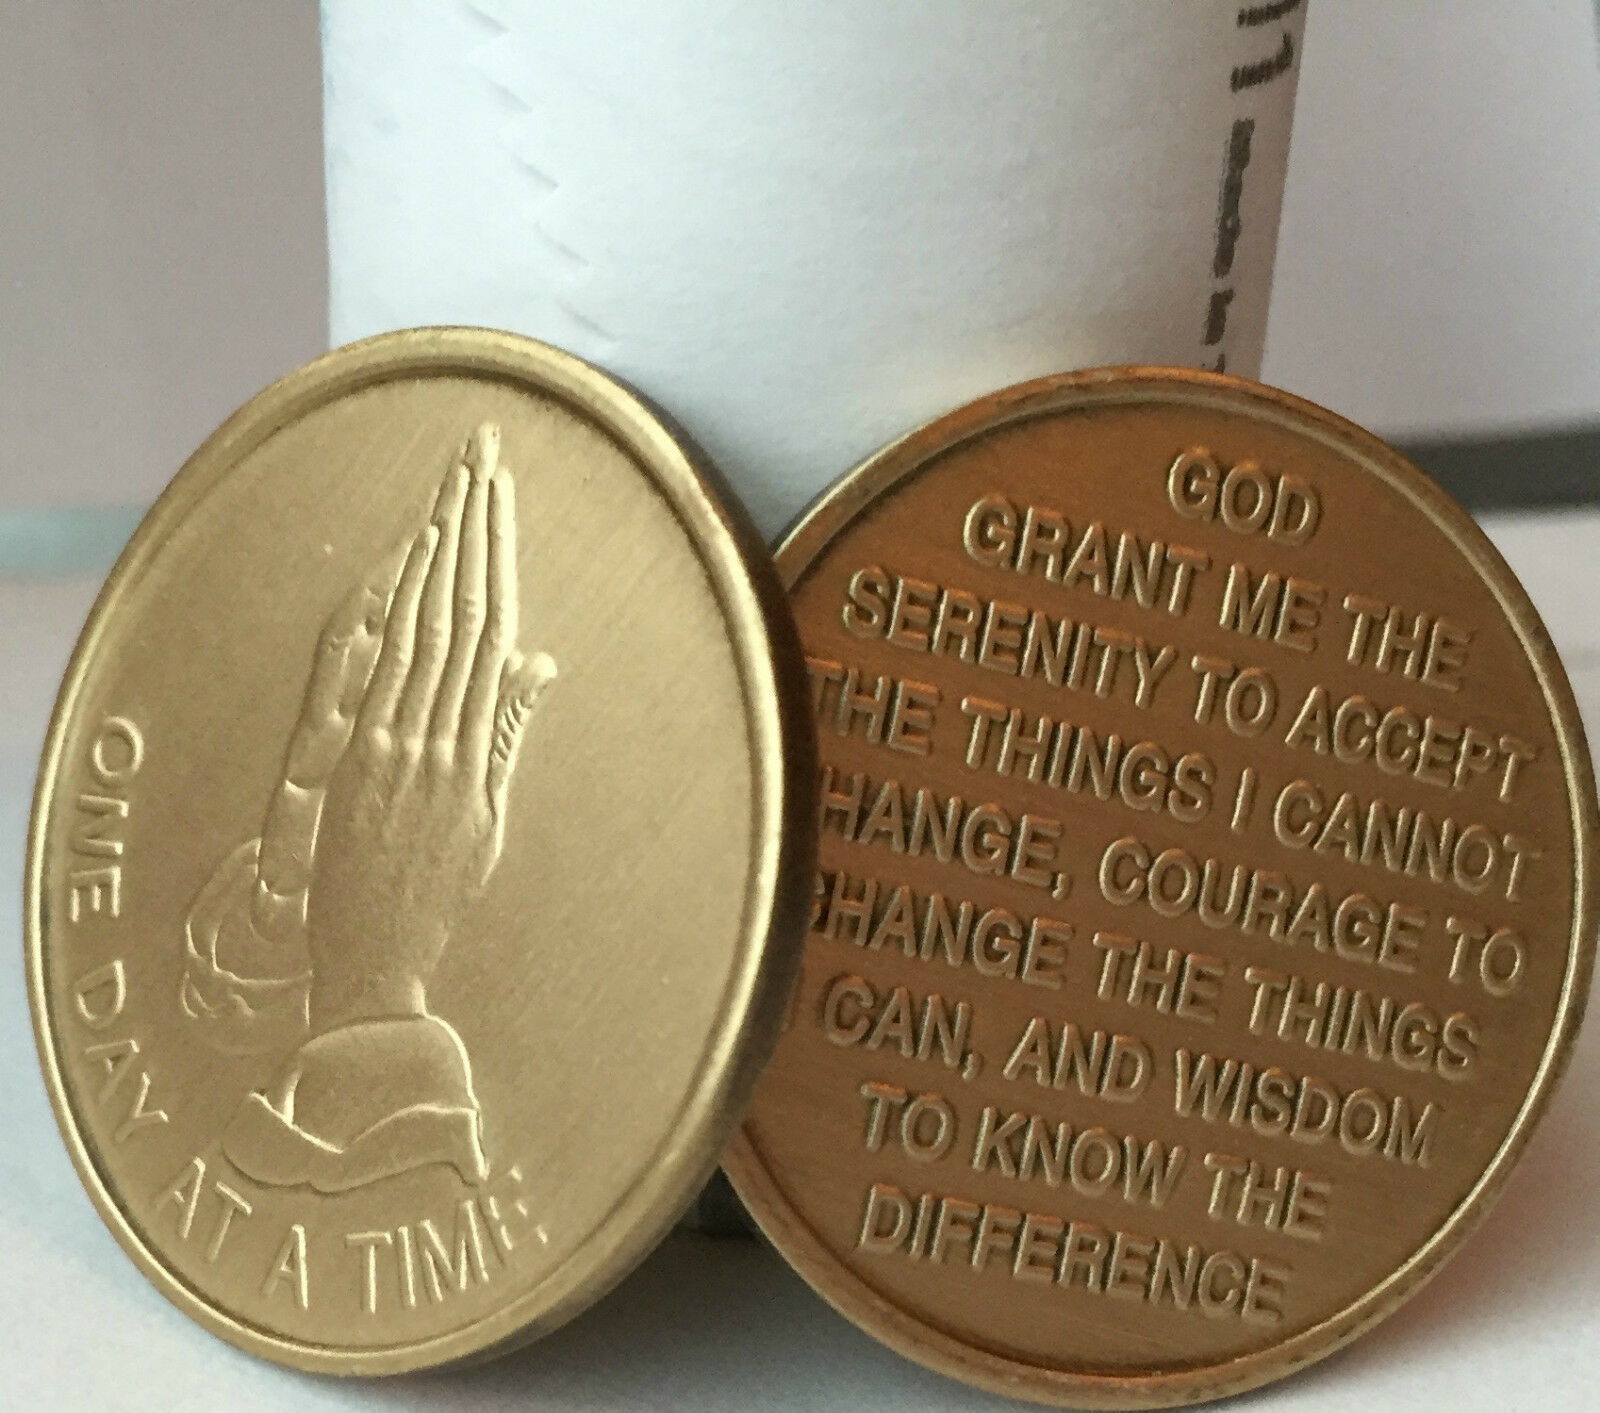 ONE DAY AT A TIME
GOD
GRANT ME THE
SERENITY TO ACCEPT
THE THINGS I CANNOT
HANGE, COURAGE TO
CHANGE THE THINGS
CAN, AND WISDOM
TO KNOW THE
DIFFERENCE